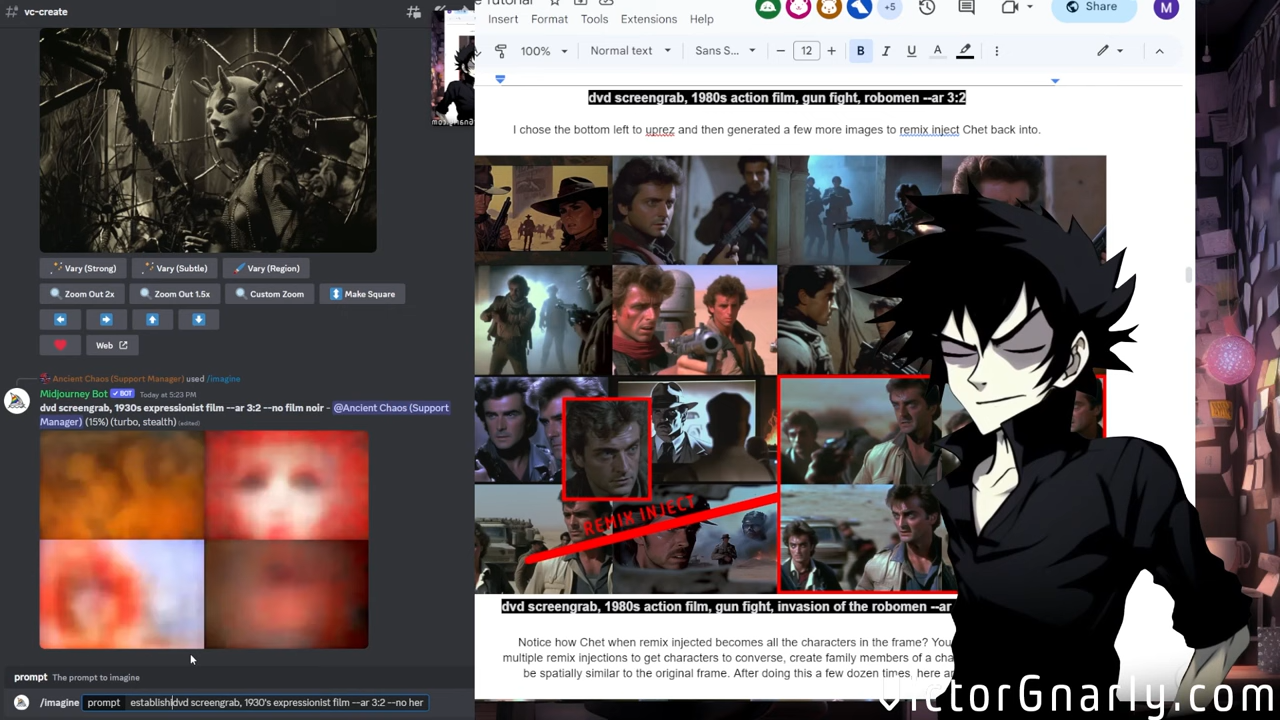 vc-create
Vary (Strong)
Vary (Subtle)
Vary (Region)
Zoom Out 2x
Zoom Out 1.5x
Custom Zoom
Make Square
Web
Ancient Chaos (Support Manager) used /imagine
Midjourney Bot BOT Today at 5:23 PM
dvd screengrab, 1930s expressionist film --ar 3:2 --no film noir - @Ancient Chaos (Support
Manager) (15%) (turbo, stealth) (edited)
prompt The prompt to imagine
/imagine prompt establishidvd screengrab, 1930's expressionist film --ar 3:2 --no her
Insert Format Tools Extensions Help
+5
Share
M
100% Normal text Sans S... 12 B I U A
dvd screengrab, 1980s action film, gun fight, robomen --ar 3:2
I chose the bottom left to uprez and then generated a few more images to remix inject Chet back into.
REMIX INJECT
dvd screengrab, 1980s action film, gun fight, invasion of the robomen --ar
Notice how Chet when remix injected becomes all the characters in the frame? You
multiple remix injections to get characters to converse, create family members of a cha
be spatially similar to the original frame. After doing this a few dozen times, here ar
VictorGnarly.com